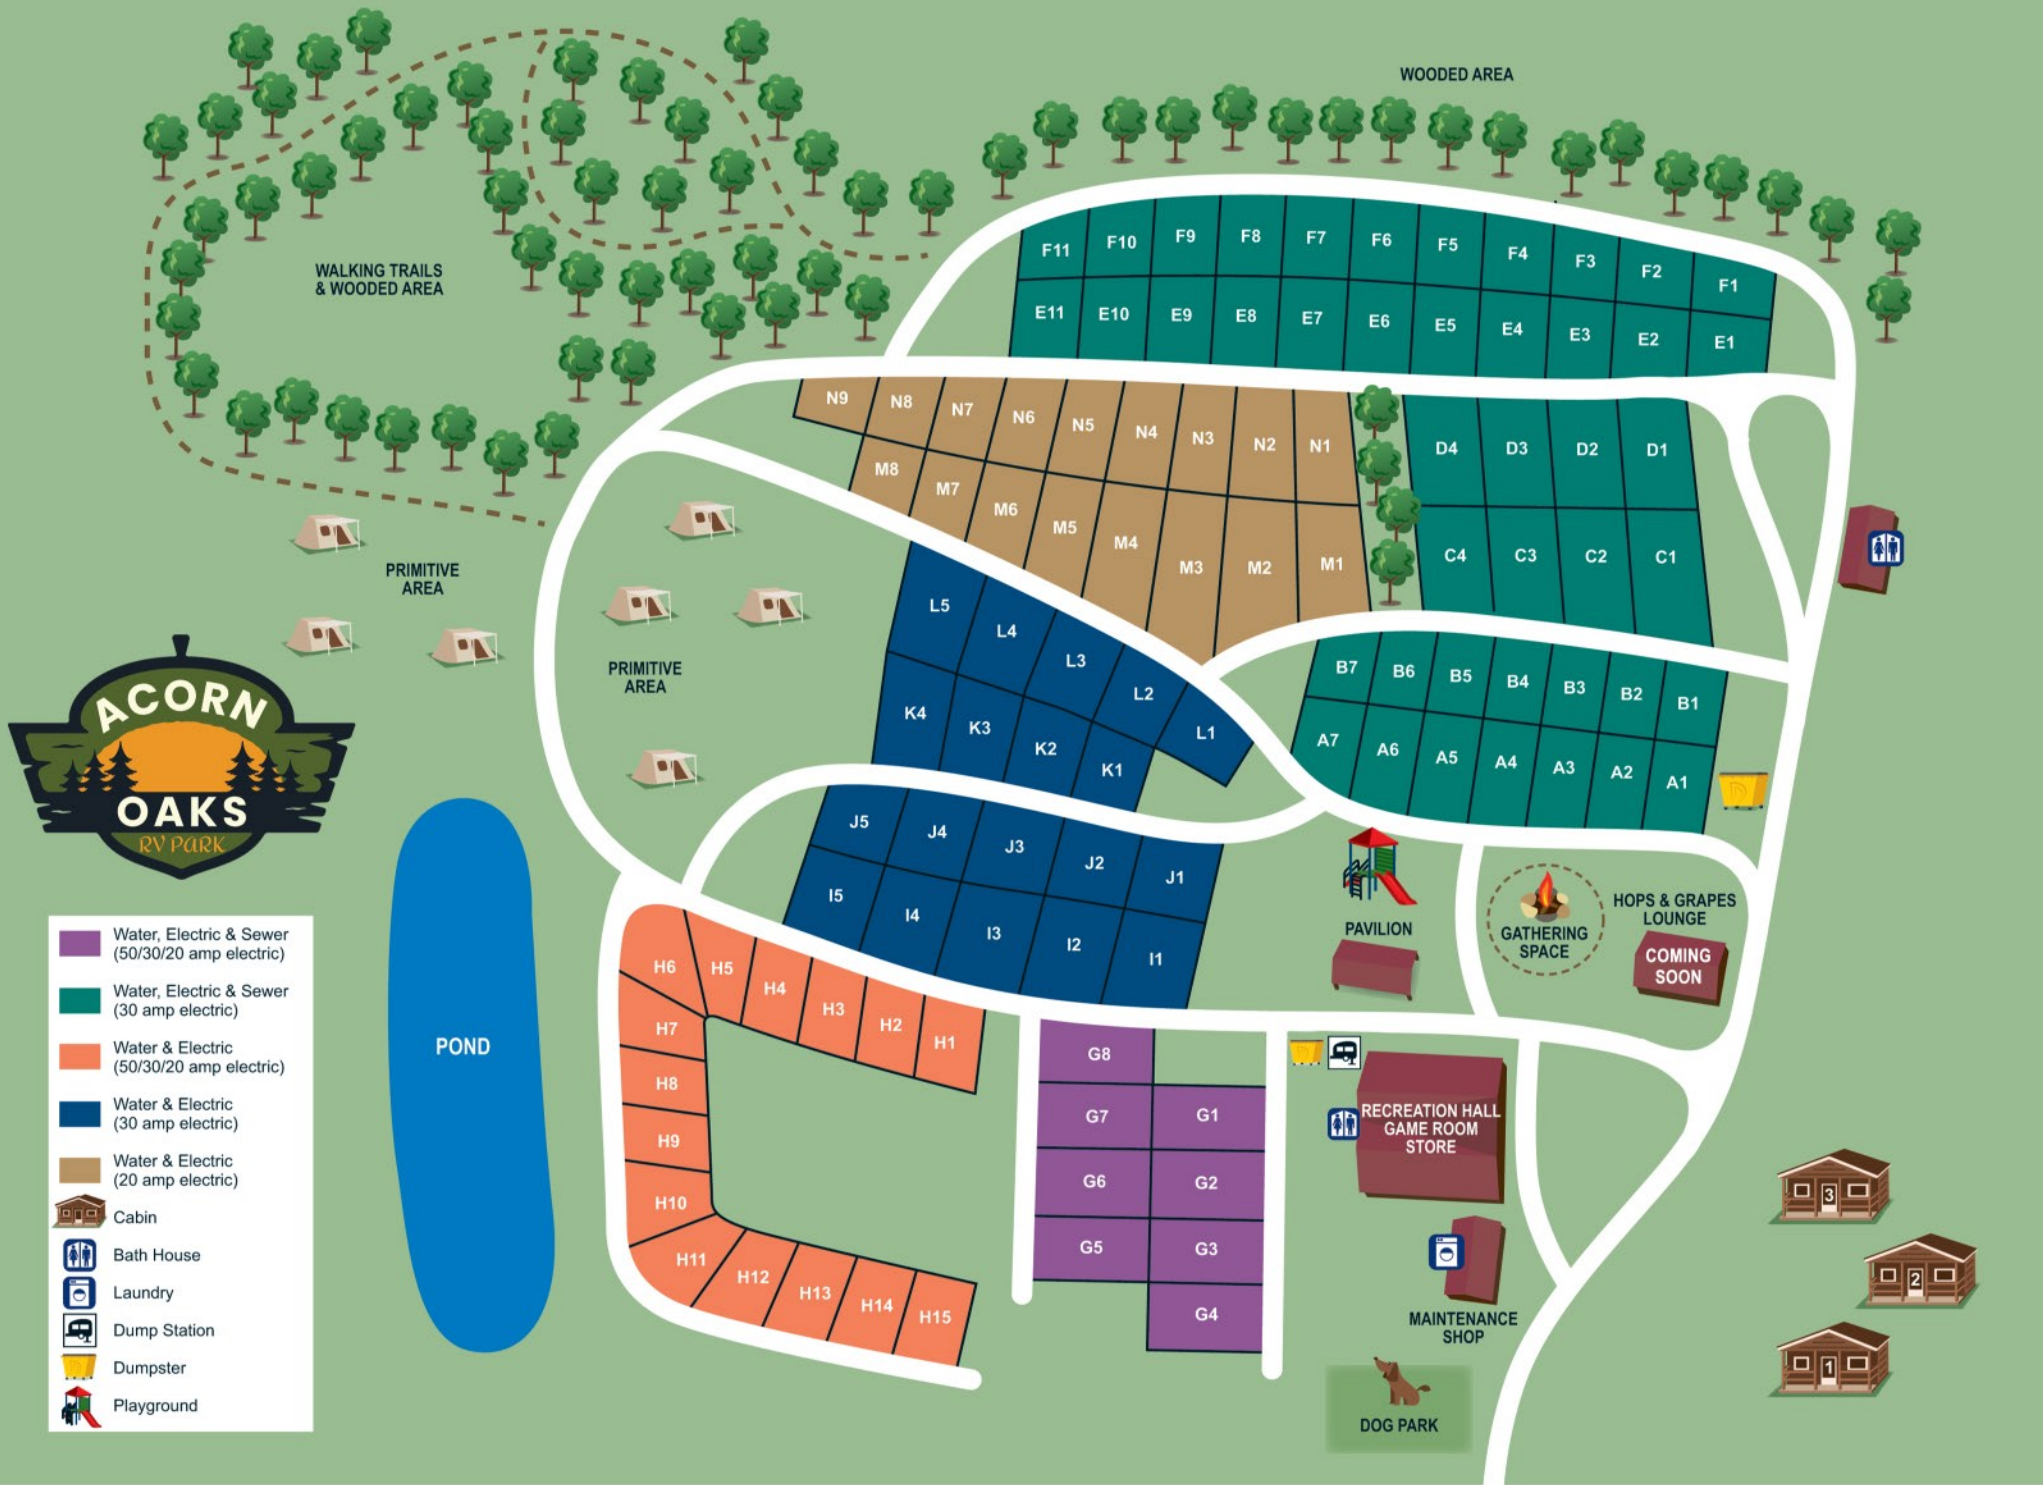 WOODED AREA
WALKING TRAILS
& WOODED AREA
F11 F10 F9 F8 F7 F6 F5 F4 F3 F2 F1
E11 E10 E9 E8 E7 E6 E5 E4 E3 E2 E1
N9 N8 N7 N6 N5 N4 N3 N2 N1
M8 M7 M6 M5 M4 M3 M2 M1
D4 D3 D2 D1
C4 C3 C2 C1
PRIMITIVE
AREA
PRIMITIVE
AREA
L5 L4 L3 L2 L1
K4 K3 K2 K1
B7 B6 B5 B4 B3 B2 B1
A7 A6 A5 A4 A3 A2 A1
D
ACORN
OAKS
RV PARK
J5 J4 J3 J2 J1
I5 I4 I3 I2 I1
PAVILION
GATHERING
SPACE
HOPS & GRAPES
LOUNGE
COMING
SOON
POND
H6 H5 H4 H3 H2 H1
H7
H8
H9
H10
H11 H12 H13 H14 H15
G8
G7 G1
G6 G2
G5 G3
G4
D
RECREATION HALL
GAME ROOM
STORE
MAINTENANCE
SHOP
DOG PARK
3
2
1
Water, Electric & Sewer
(50/30/20 amp electric)
Water, Electric & Sewer
(30 amp electric)
Water & Electric
(50/30/20 amp electric)
Water & Electric
(30 amp electric)
Water & Electric
(20 amp electric)
Cabin
Bath House
Laundry
Dump Station
D
Dumpster
Playground